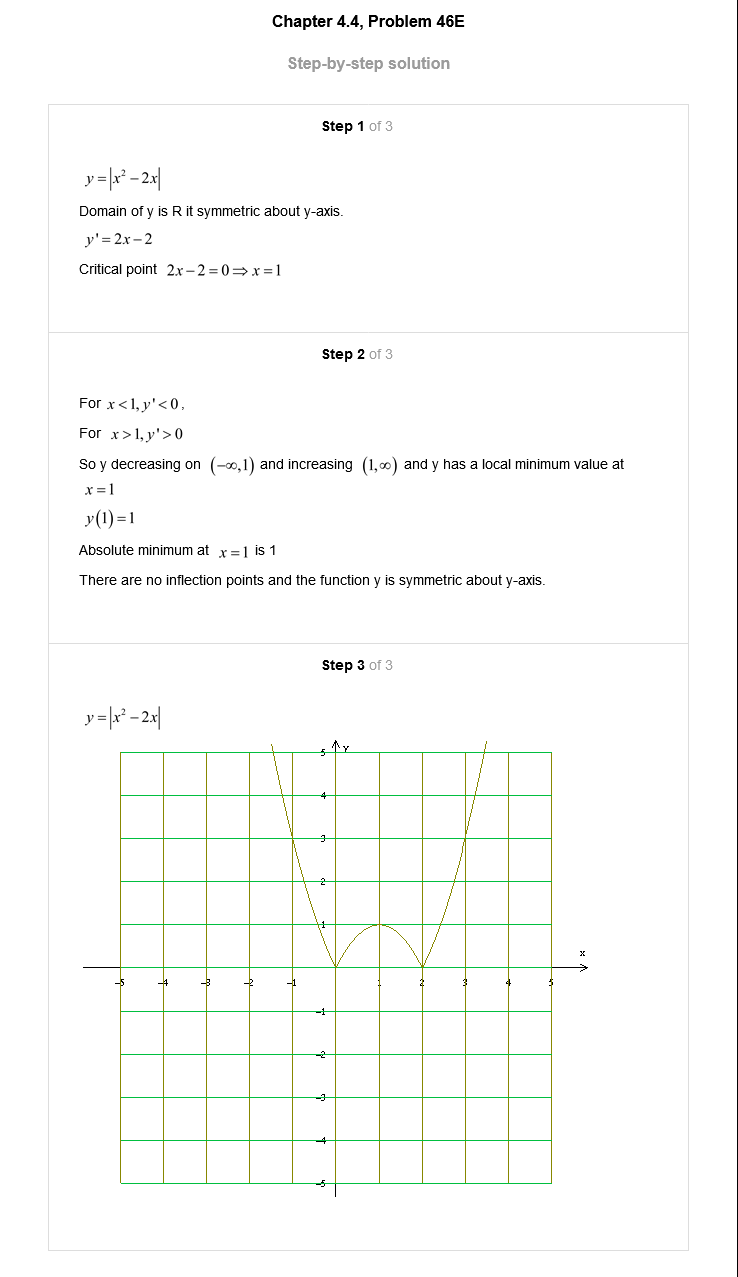 Chapter 4.4, Problem 46E
Step-by-step solution
Step 1 of 3
y = |x² − 2x|
Domain of y is R it symmetric about y-axis.
y' = 2x − 2
Critical point 2x − 2 = 0 ⇒ x = 1
Step 2 of 3
For x < 1, y' < 0,
For x > 1, y' > 0
So y decreasing on (−∞,1) and increasing (1,∞) and y has a local minimum value at
x = 1
y(1) = 1
Absolute minimum at x = 1 is 1
There are no inflection points and the function y is symmetric about y-axis.
Step 3 of 3
y = |x² − 2x|
5 Y
4
3
2
1
x
-5 -4 -3 -2 -1 1 2 3 4 5
-1
-2
-3
-4
-5